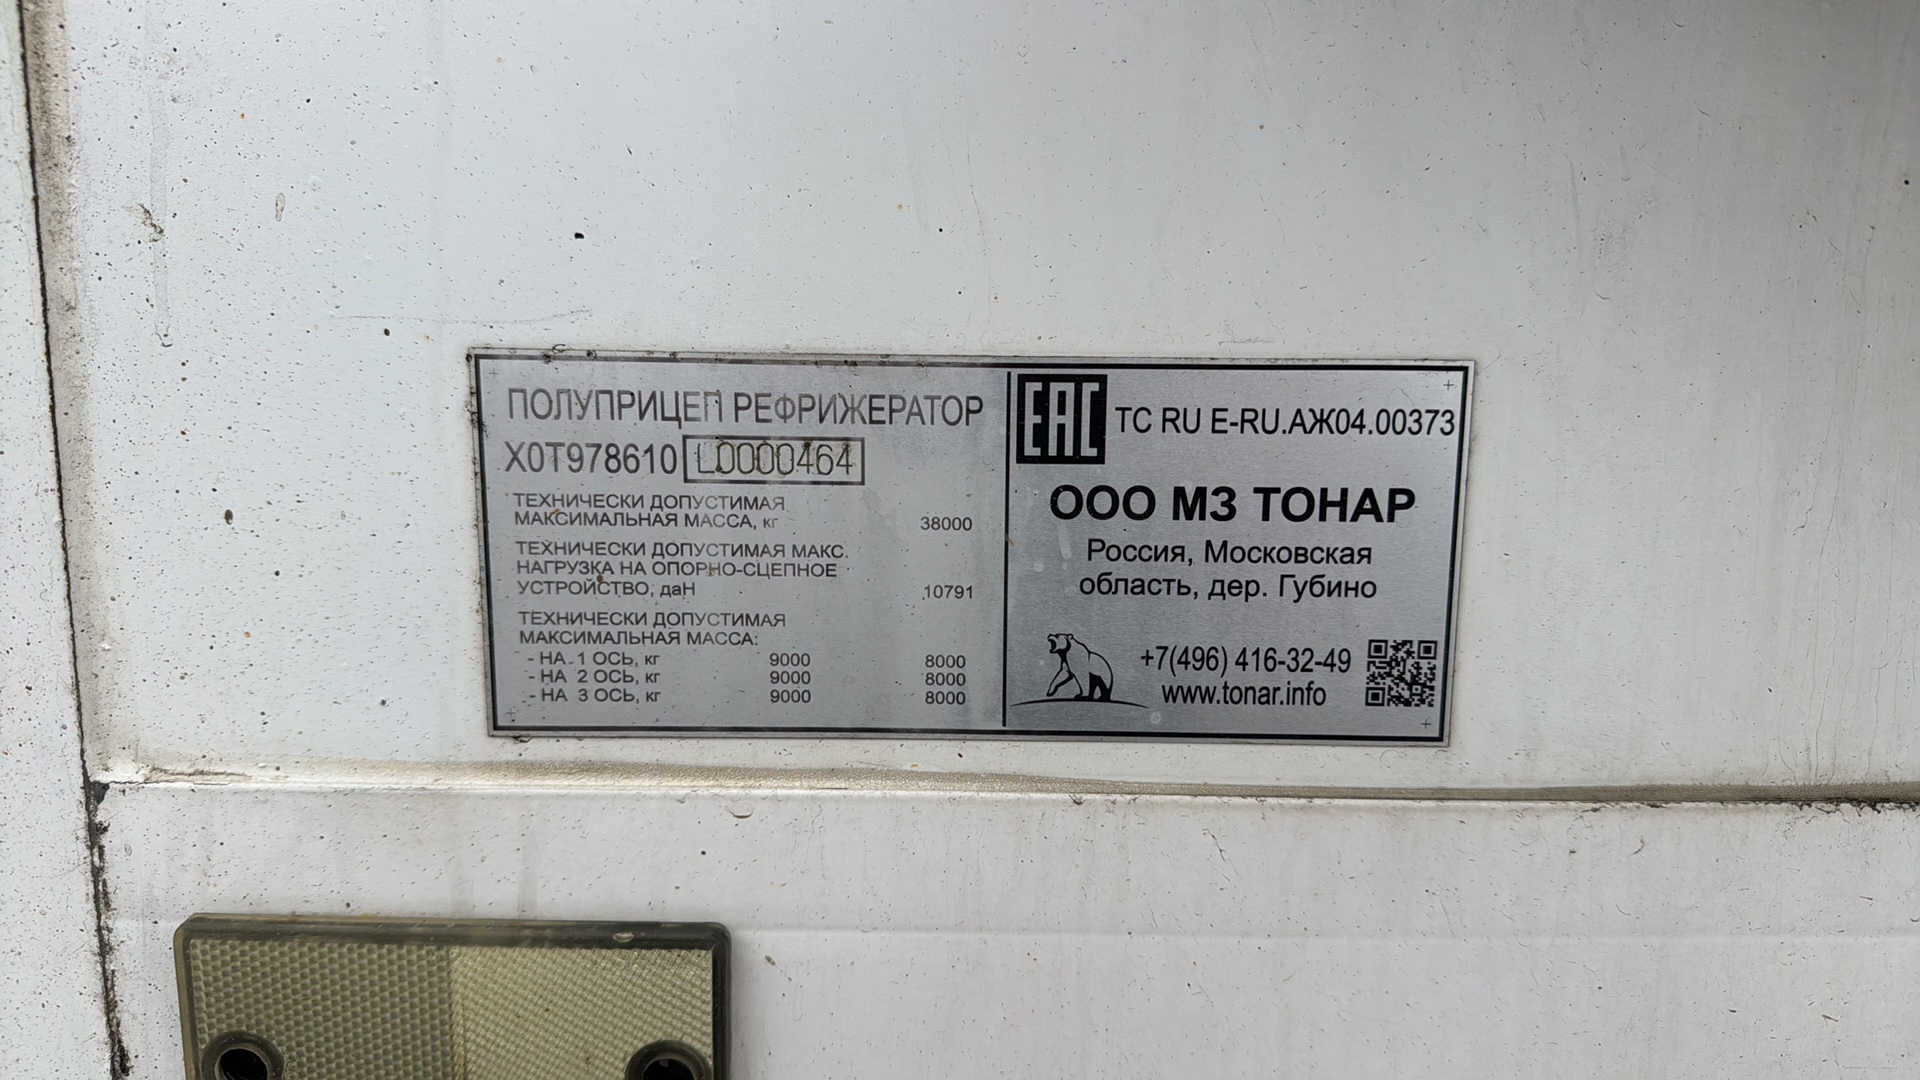 ПОЛУПРИЦЕП РЕФРИЖЕРАТОР
X0T978610 L0000464
ТЕХНИЧЕСКИ ДОПУСТИМАЯ
МАКСИМАЛЬНАЯ МАССА, кг 38000
ТЕХНИЧЕСКИ ДОПУСТИМАЯ МАКС.
НАГРУЗКА НА ОПОРНО-СЦЕПНОЕ
УСТРОЙСТВО, даН 10791
ТЕХНИЧЕСКИ ДОПУСТИМАЯ
МАКСИМАЛЬНАЯ МАССА:
- НА 1 ОСЬ, кг 9000 8000
- НА 2 ОСЬ, кг 9000 8000
- НА 3 ОСЬ, кг 9000 8000
EAC ТС RU E-RU.АЖ04.00373
ООО МЗ ТОНАР
Россия, Московская
область, дер. Губино
+7(496) 416-32-49
www.tonar.info